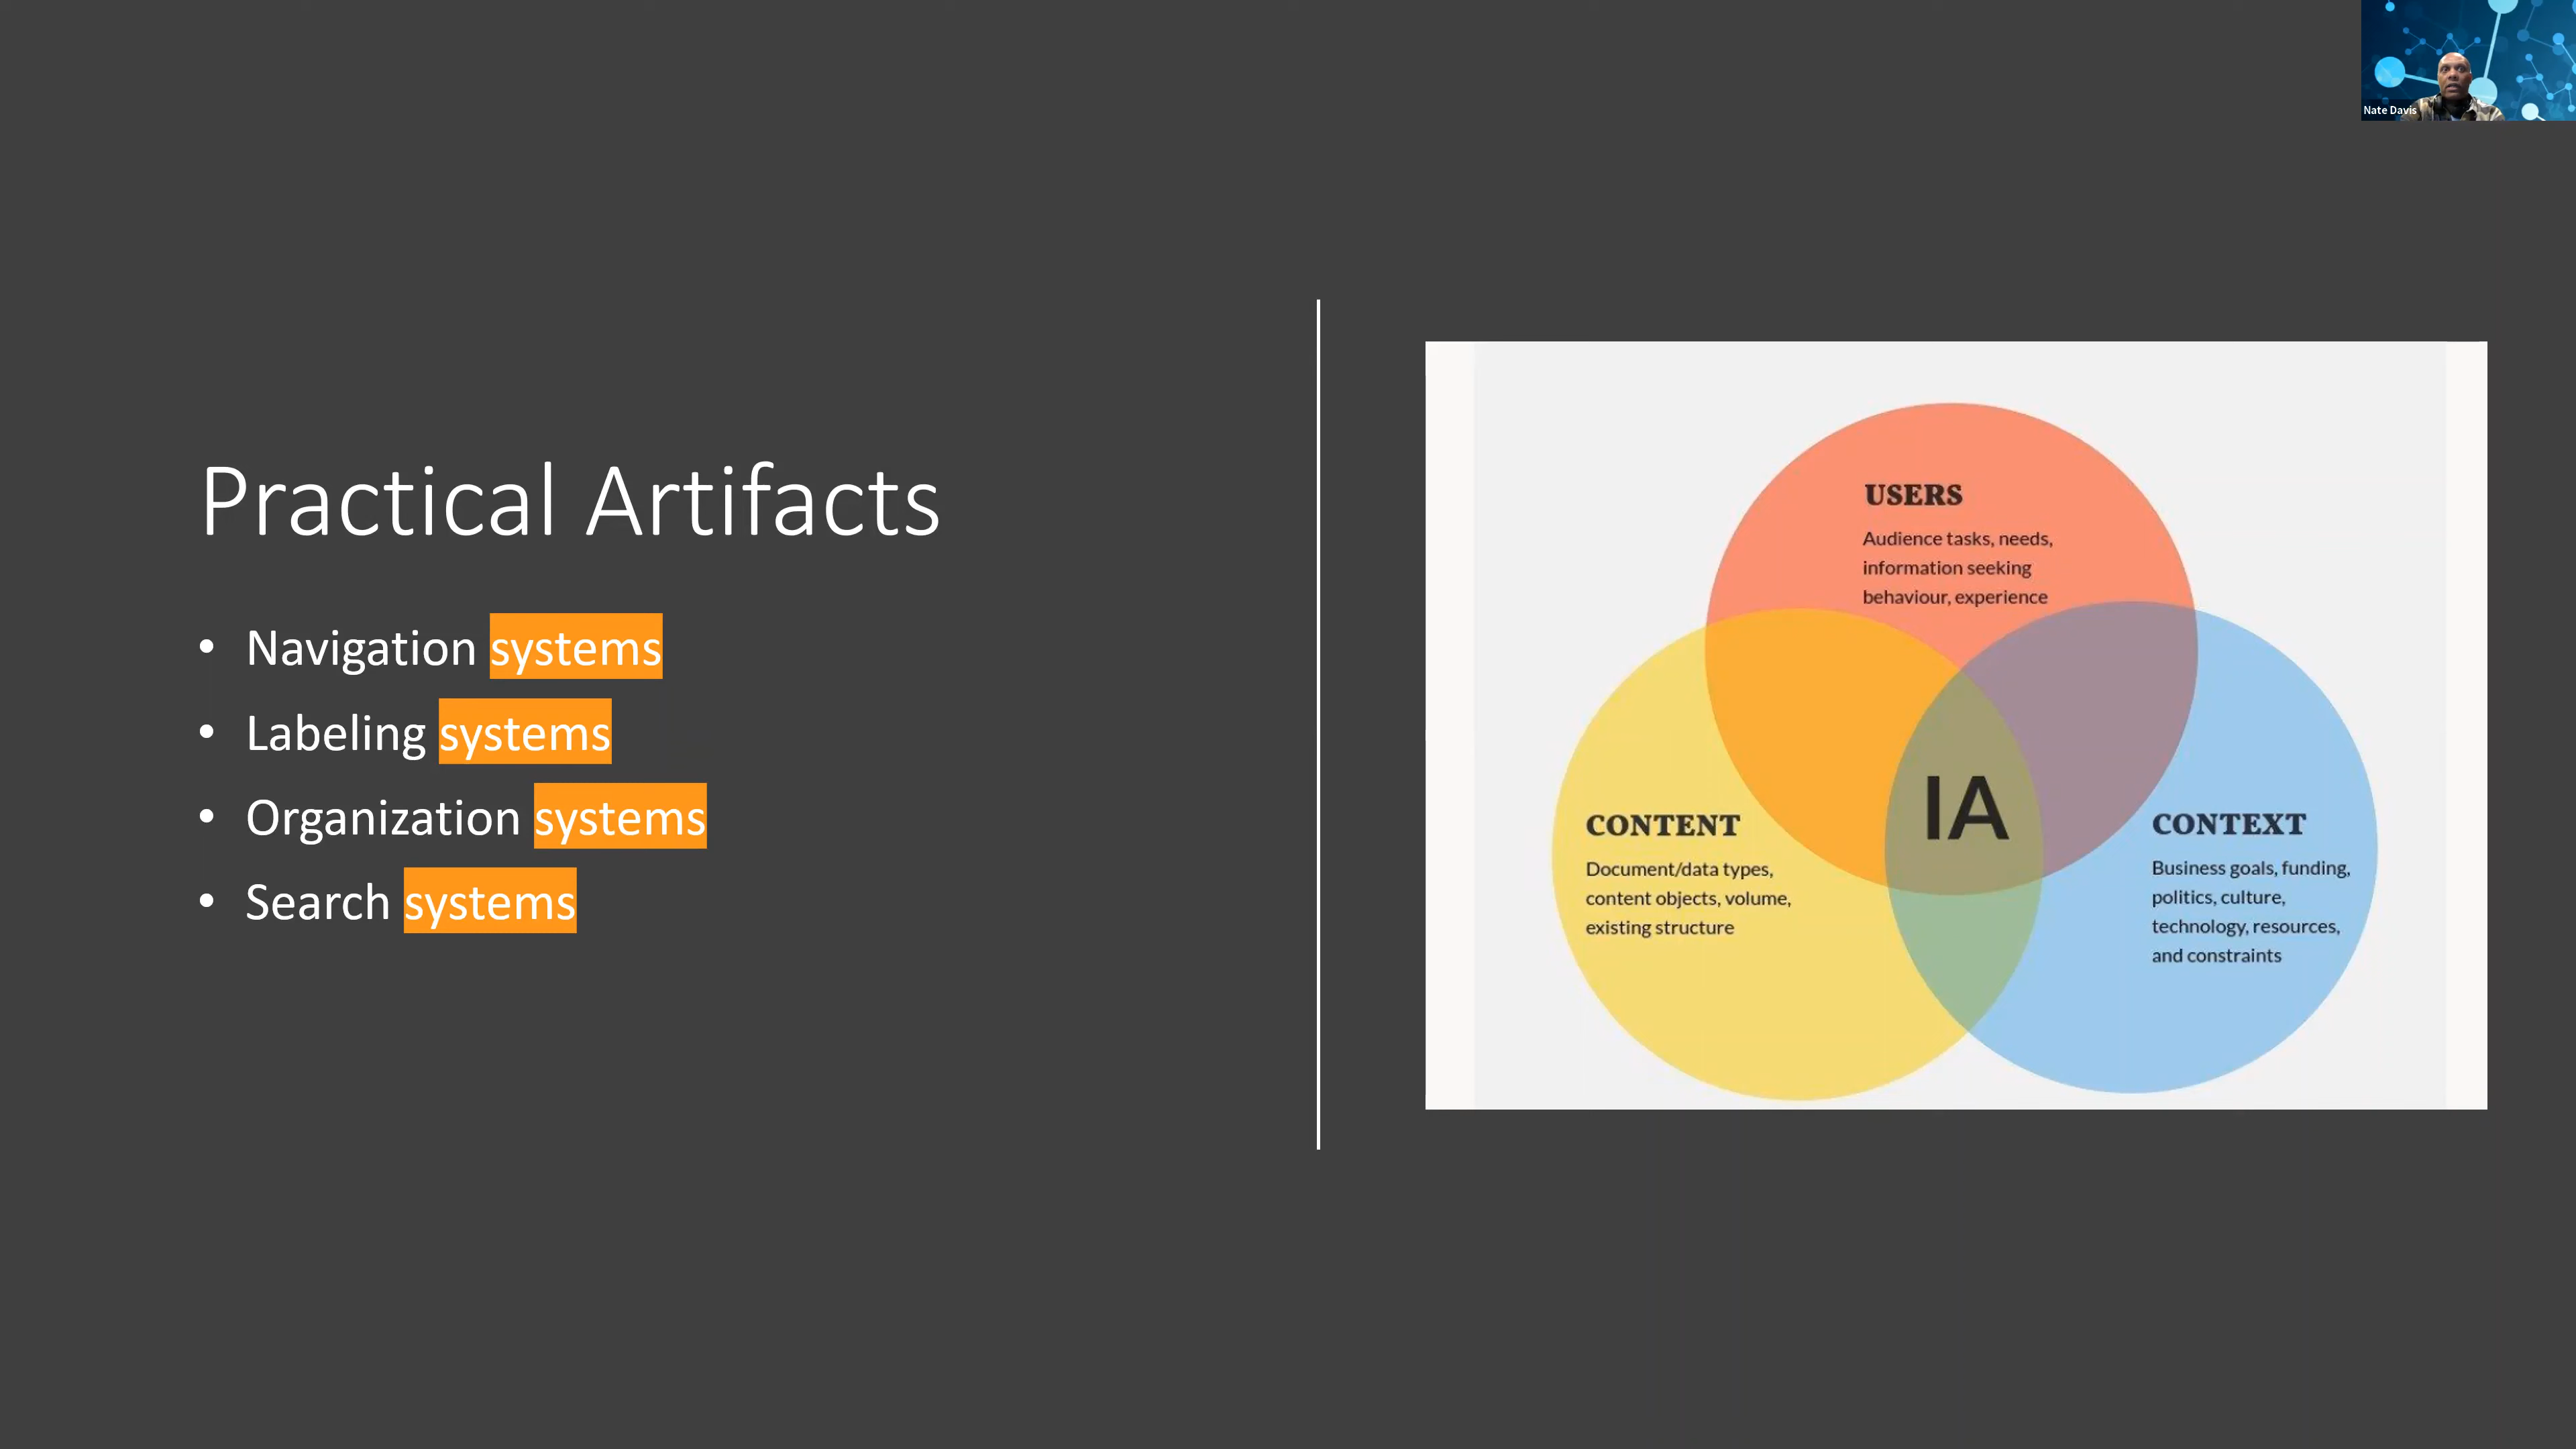 Nate Davis
Practical Artifacts
• Navigation systems
• Labeling systems
• Organization systems
• Search systems
USERS
Audience tasks, needs,
information seeking
behaviour, experience
IA
CONTENT
Document/data types,
content objects, volume,
existing structure
CONTEXT
Business goals, funding,
politics, culture,
technology, resources,
and constraints